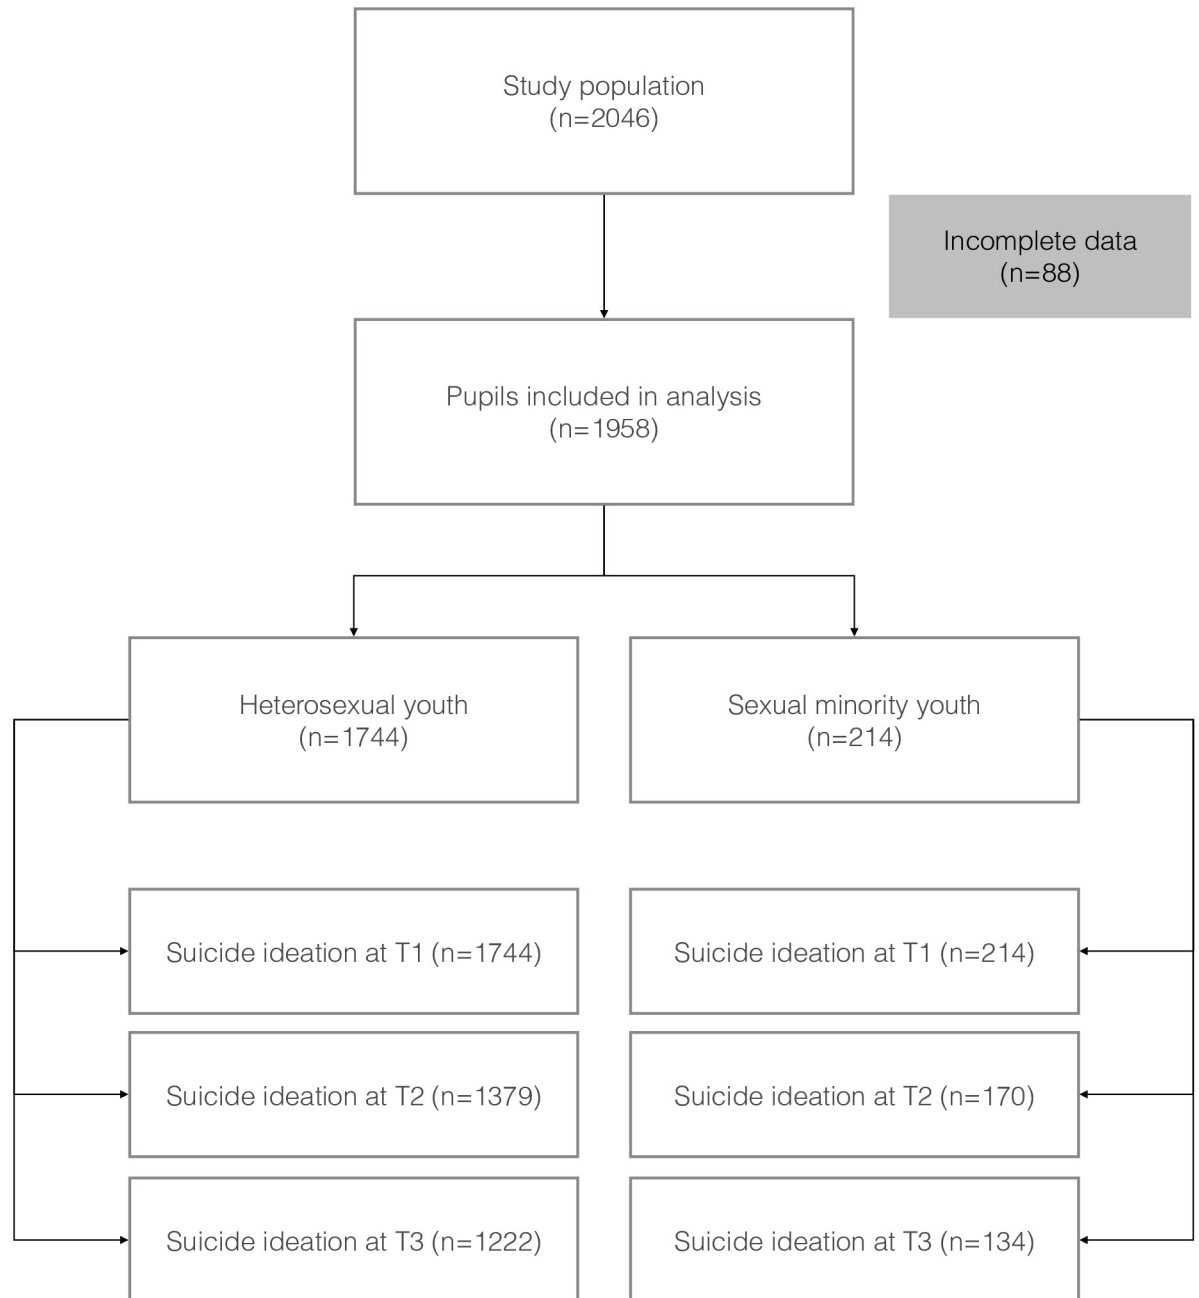 Study population
(n=2046)
Incomplete data
(n=88)
Pupils included in analysis
(n=1958)
Heterosexual youth
(n=1744)
Sexual minority youth
(n=214)
Suicide ideation at T1 (n=1744)
Suicide ideation at T1 (n=214)
Suicide ideation at T2 (n=1379)
Suicide ideation at T2 (n=170)
Suicide ideation at T3 (n=1222)
Suicide ideation at T3 (n=134)